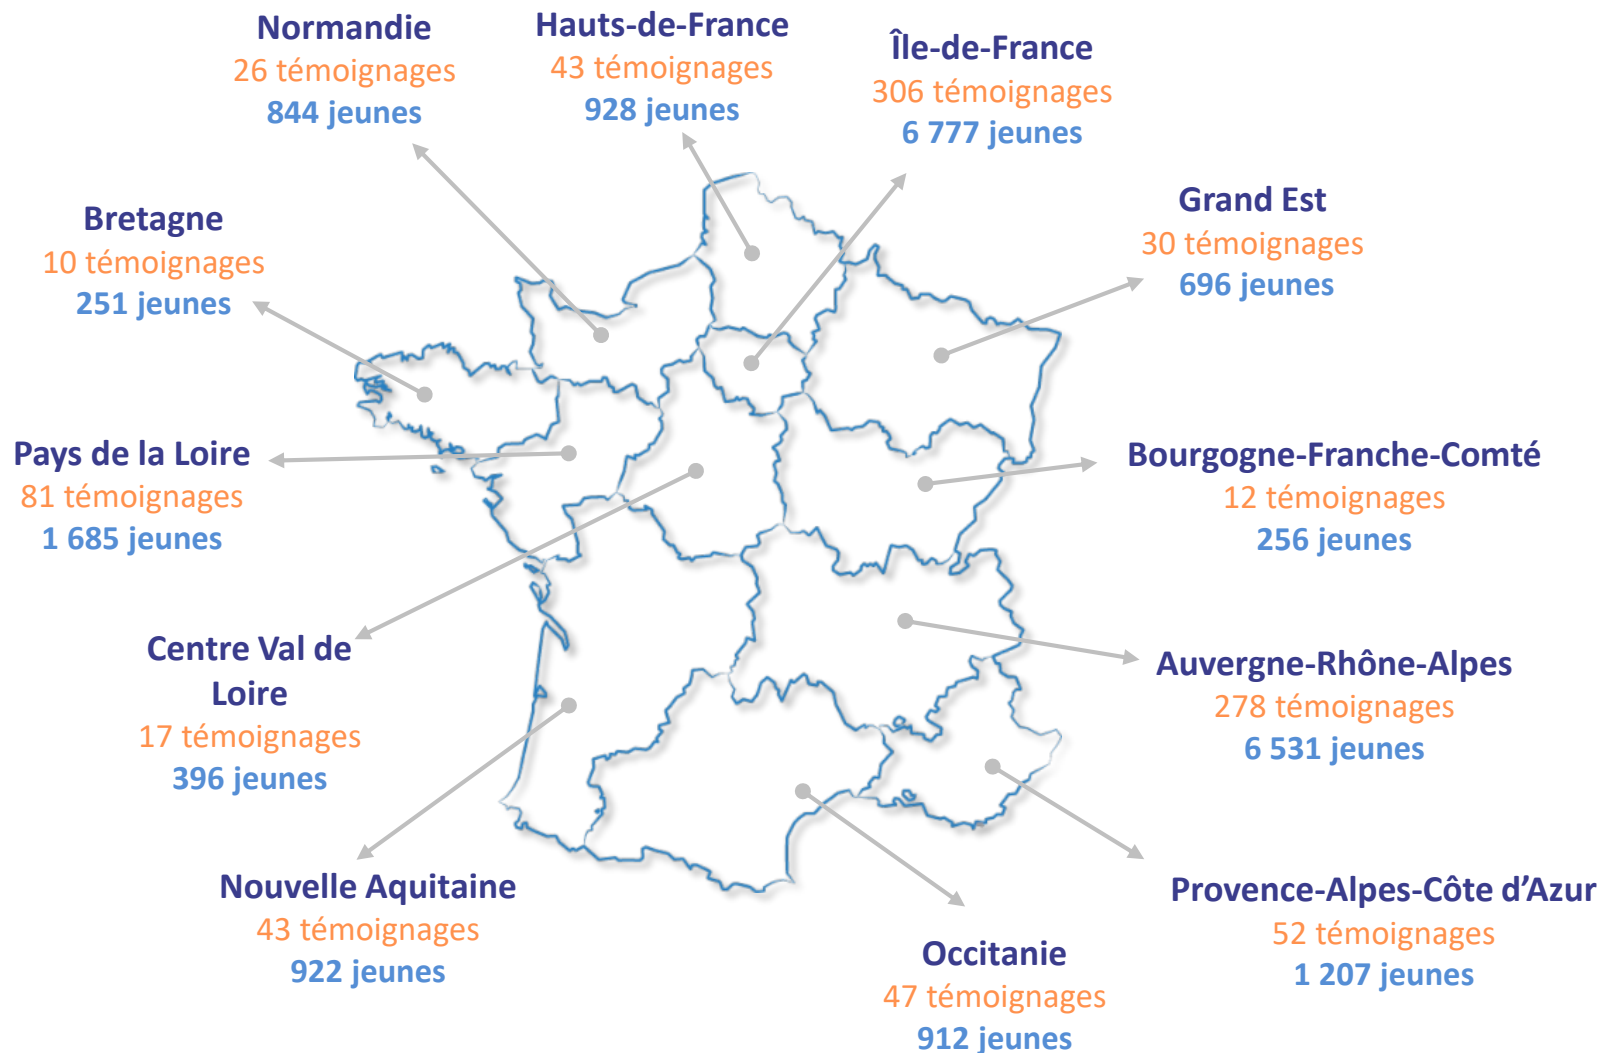 Normandie
26 témoignages
844 jeunes
Hauts-de-France
43 témoignages
928 jeunes
Île-de-France
306 témoignages
6 777 jeunes
Grand Est
30 témoignages
696 jeunes
Bretagne
10 témoignages
251 jeunes
Pays de la Loire
81 témoignages
1 685 jeunes
Bourgogne-Franche-Comté
12 témoignages
256 jeunes
Centre Val de
Loire
17 témoignages
396 jeunes
Auvergne-Rhône-Alpes
278 témoignages
6 531 jeunes
Nouvelle Aquitaine
43 témoignages
922 jeunes
Occitanie
47 témoignages
912 jeunes
Provence-Alpes-Côte d’Azur
52 témoignages
1 207 jeunes